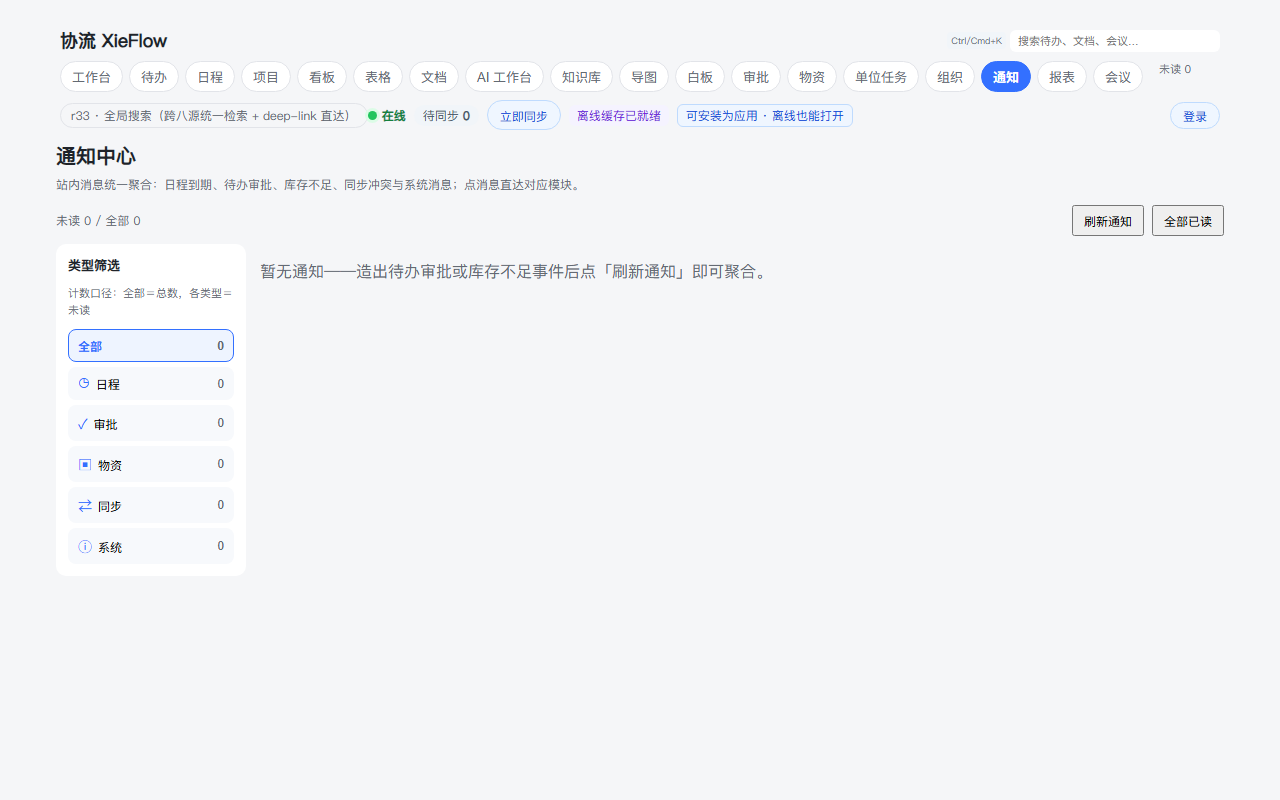 协流 XieFlow
Ctrl/Cmd+K 搜索待办、文档、会议...
工作台 待办 日程 项目 看板 表格 文档 AI 工作台 知识库 导图 白板 审批 物资 单位任务 组织 通知 报表 会议 未读 0
r33 · 全局搜索（跨八源统一检索 + deep-link 直达） 在线 待同步 0 立即同步 离线缓存已就绪 可安装为应用 · 离线也能打开 登录
通知中心
站内消息统一聚合：日程到期、待办审批、库存不足、同步冲突与系统消息；点消息直达对应模块。
未读 0 / 全部 0 刷新通知 全部已读
类型筛选
计数口径：全部＝总数，各类型＝
未读
暂无通知——造出待办审批或库存不足事件后点「刷新通知」即可聚合。
全部 0
日程 0
✓ 审批 0
▣ 物资 0
⇄ 同步 0
ⓘ 系统 0